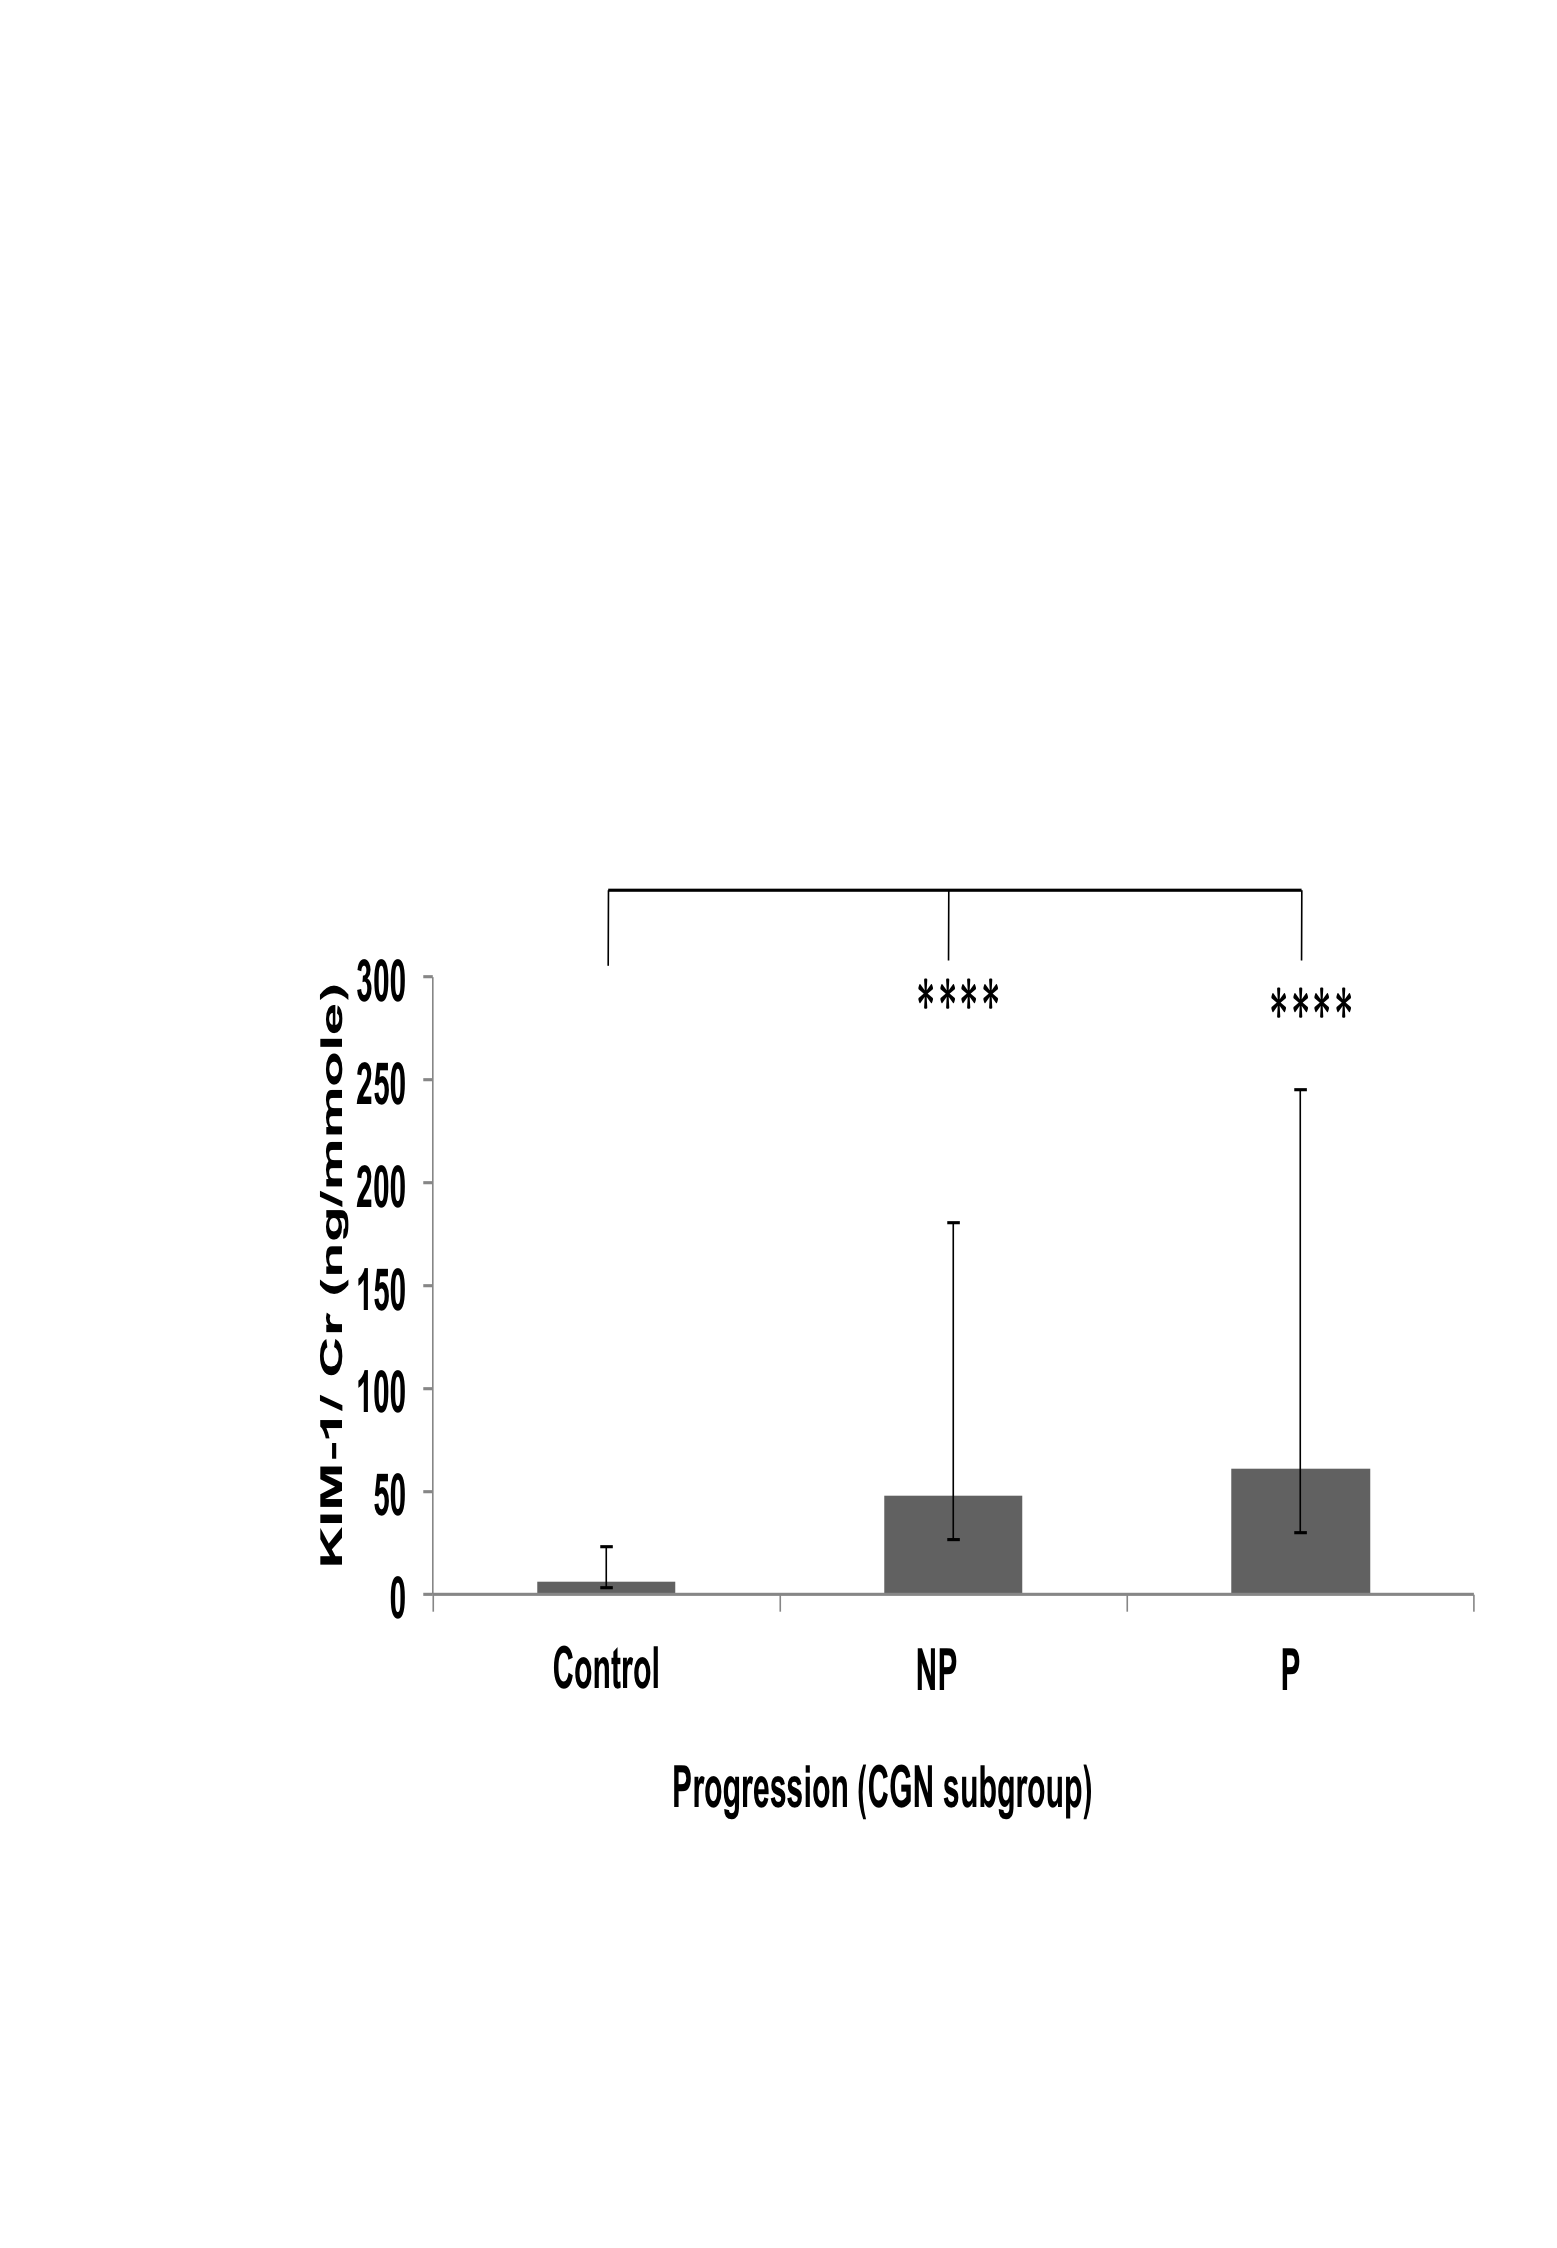 ****
****
300
250
200
150
100
50
0
KIM-1/ Cr (ng/mmole)
Control
NP
P
Progression (CGN subgroup)